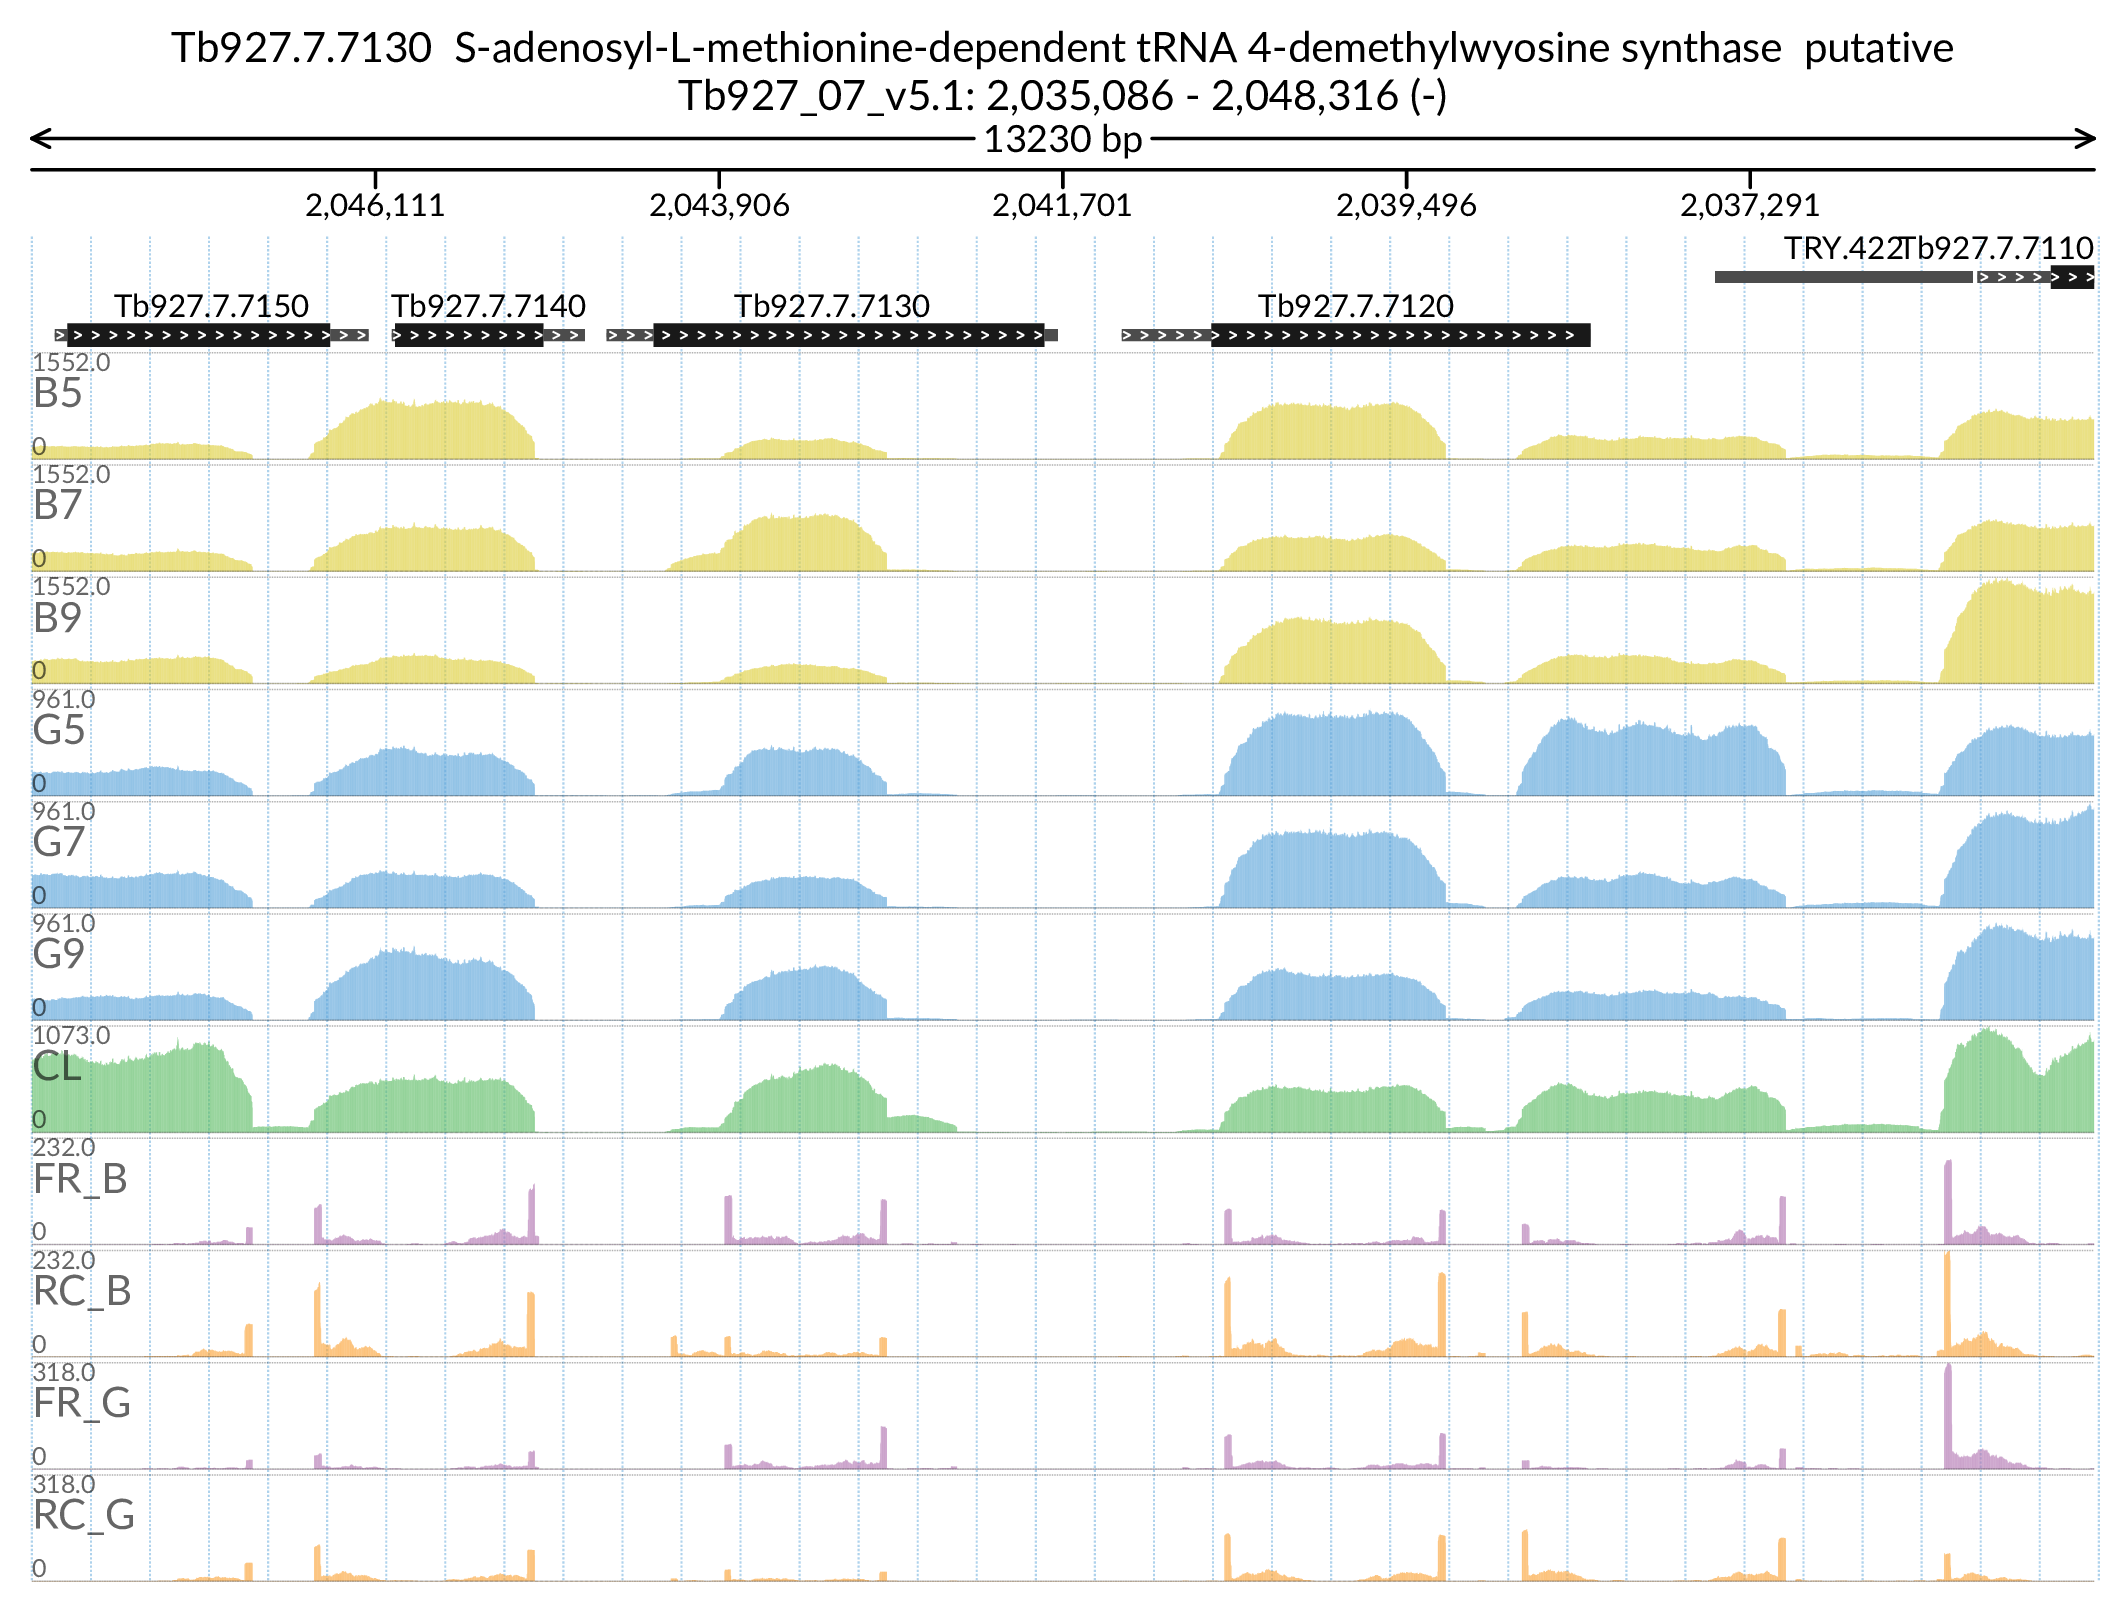 Tb927.7.7130  S-adenosyl-L-methionine-dependent tRNA 4-demethylwyosine synthase  putative
Tb927_07_v5.1: 2,035,086 - 2,048,316 (-)
13230 bp
2,046,111 2,043,906 2,041,701 2,039,496 2,037,291
TRY.422 Tb927.7.7110
Tb927.7.7150 Tb927.7.7140 Tb927.7.7130 Tb927.7.7120
1552.0
B5
0
1552.0
B7
0
1552.0
B9
0
961.0
G5
0
961.0
G7
0
961.0
G9
0
1073.0
CL
0
232.0
FR_B
0
232.0
RC_B
0
318.0
FR_G
0
318.0
RC_G
0